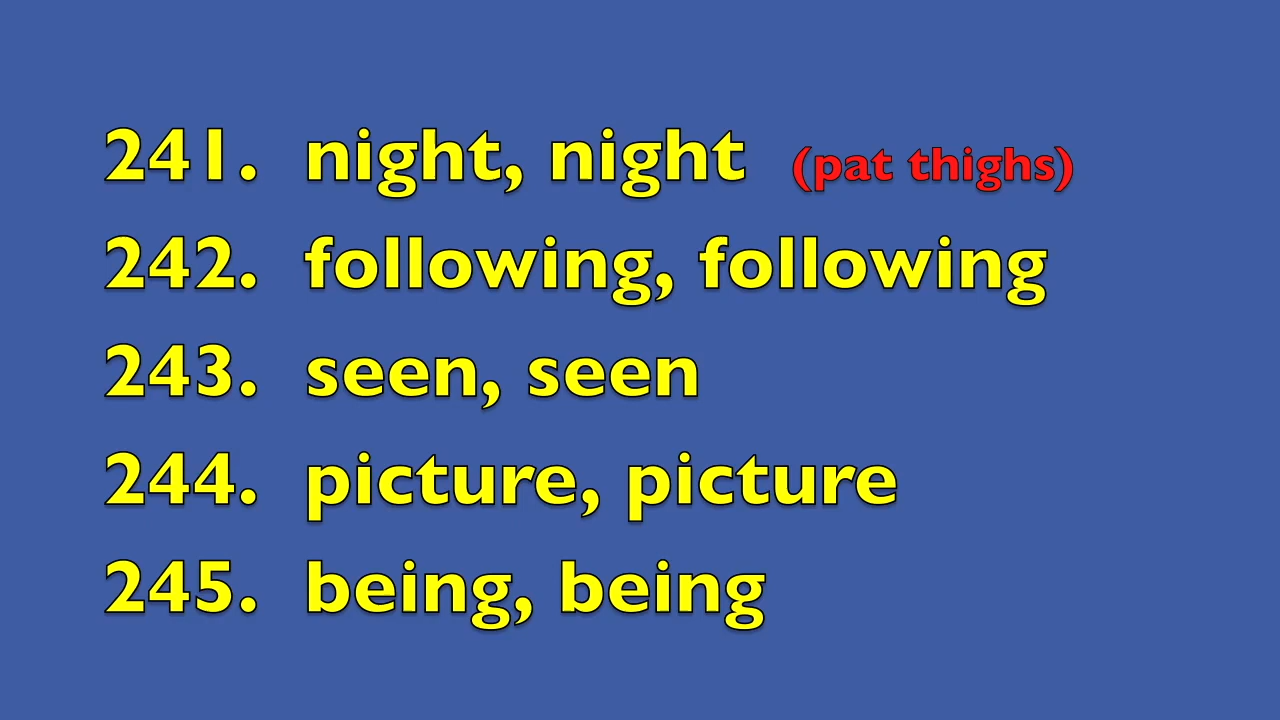 241. night, night (pat thighs)
242. following, following
243. seen, seen
244. picture, picture
245. being, being